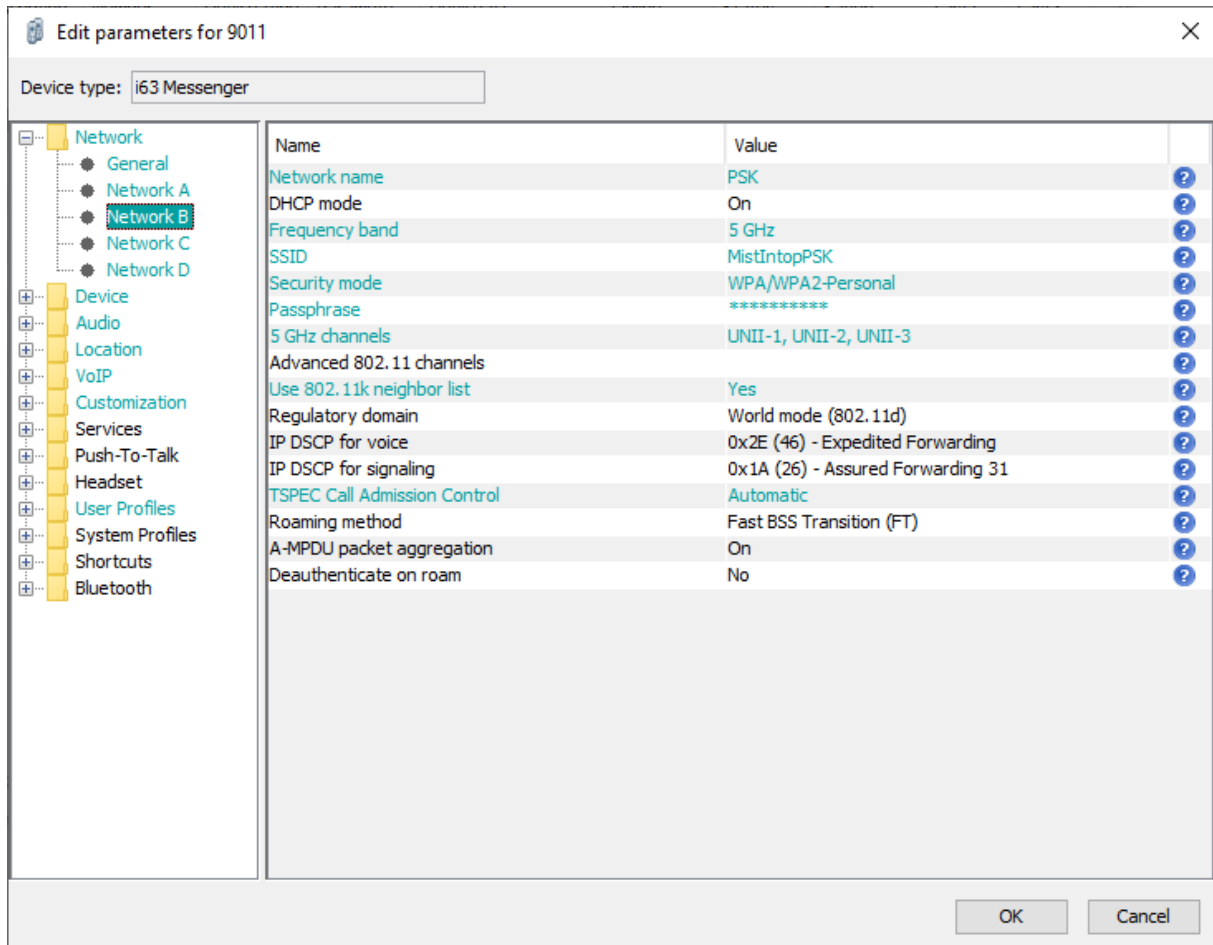 Edit parameters for 9011
Device type: i63 Messenger
Network
General
Network A
Network B
Network C
Network D
Device
Audio
Location
VoIP
Customization
Services
Push-To-Talk
Headset
User Profiles
System Profiles
Shortcuts
Bluetooth
Name Value
Network name PSK
DHCP mode On
Frequency band 5 GHz
SSID MistIntopPSK
Security mode WPA/WPA2-Personal
Passphrase **********
5 GHz channels UNII-1, UNII-2, UNII-3
Advanced 802.11 channels
Use 802.11k neighbor list Yes
Regulatory domain World mode (802.11d)
IP DSCP for voice 0x2E (46) - Expedited Forwarding
IP DSCP for signaling 0x1A (26) - Assured Forwarding 31
TSPEC Call Admission Control Automatic
Roaming method Fast BSS Transition (FT)
A-MPDU packet aggregation On
Deauthenticate on roam No
OK Cancel